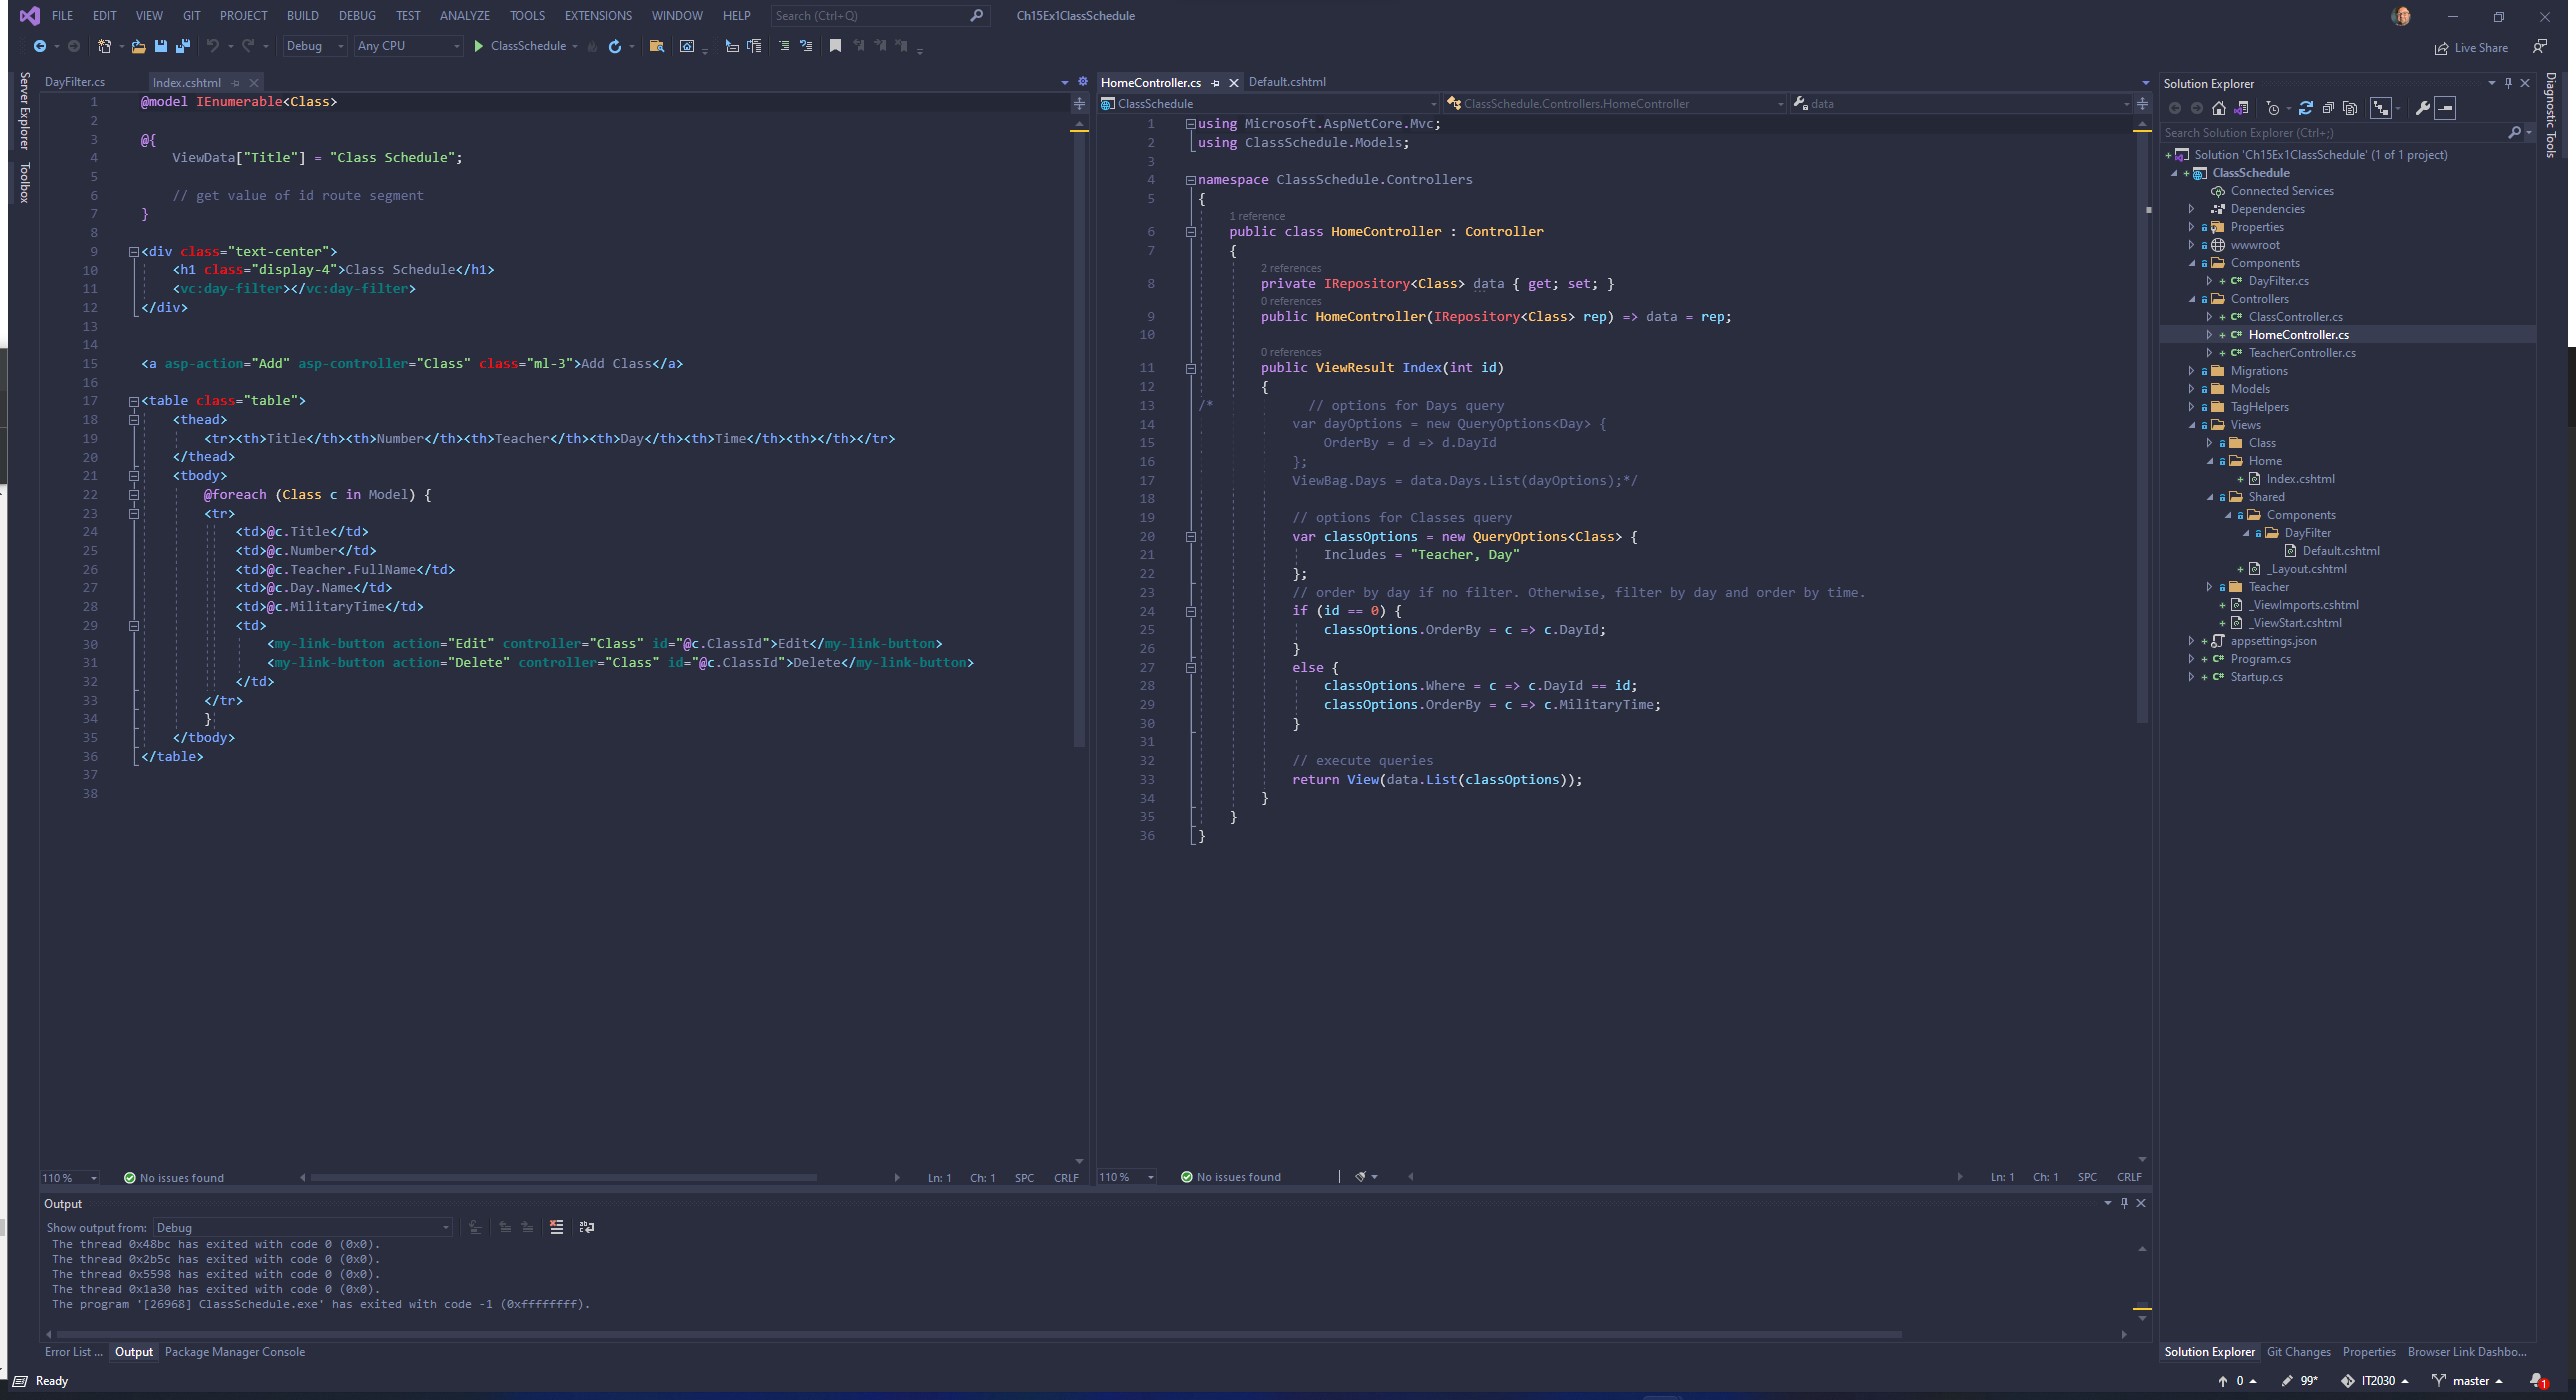 FILE EDIT VIEW GIT PROJECT BUILD DEBUG TEST ANALYZE TOOLS EXTENSIONS WINDOW HELP Search (Ctrl+Q) Ch15Ex1ClassSchedule
Debug Any CPU ClassSchedule Live Share
Server Explorer
Toolbox
DayFilter.cs Index.cshtml
1 @model IEnumerable<Class>
2
3 @{
4 ViewData["Title"] = "Class Schedule";
5
6 // get value of id route segment
7 }
8
9 <div class="text-center">
10 <h1 class="display-4">Class Schedule</h1>
11 <vc:day-filter></vc:day-filter>
12 </div>
13
14
15 <a asp-action="Add" asp-controller="Class" class="ml-3">Add Class</a>
16
17 <table class="table">
18 <thead>
19 <tr><th>Title</th><th>Number</th><th>Teacher</th><th>Day</th><th>Time</th><th></th></tr>
20 </thead>
21 <tbody>
22 @foreach (Class c in Model) {
23 <tr>
24 <td>@c.Title</td>
25 <td>@c.Number</td>
26 <td>@c.Teacher.FullName</td>
27 <td>@c.Day.Name</td>
28 <td>@c.MilitaryTime</td>
29 <td>
30 <my-link-button action="Edit" controller="Class" id="@c.ClassId">Edit</my-link-button>
31 <my-link-button action="Delete" controller="Class" id="@c.ClassId">Delete</my-link-button>
32 </td>
33 </tr>
34 }
35 </tbody>
36 </table>
37
38
110 % No issues found Ln: 1 Ch: 1 SPC CRLF
HomeController.cs Default.cshtml
ClassSchedule ClassSchedule.Controllers.HomeController data
1 using Microsoft.AspNetCore.Mvc;
2 using ClassSchedule.Models;
3
4 namespace ClassSchedule.Controllers
5 {
1 reference
6 public class HomeController : Controller
7 {
2 references
8 private IRepository<Class> data { get; set; }
0 references
9 public HomeController(IRepository<Class> rep) => data = rep;
10
0 references
11 public ViewResult Index(int id)
12 {
13 /* // options for Days query
14 var dayOptions = new QueryOptions<Day> {
15 OrderBy = d => d.DayId
16 };
17 ViewBag.Days = data.Days.List(dayOptions);*/
18
19 // options for Classes query
20 var classOptions = new QueryOptions<Class> {
21 Includes = "Teacher, Day"
22 };
23 // order by day if no filter. Otherwise, filter by day and order by time.
24 if (id == 0) {
25 classOptions.OrderBy = c => c.DayId;
26 }
27 else {
28 classOptions.Where = c => c.DayId == id;
29 classOptions.OrderBy = c => c.MilitaryTime;
30 }
31
32 // execute queries
33 return View(data.List(classOptions));
34 }
35 }
36 }
110 % No issues found Ln: 1 Ch: 1 SPC CRLF
Output
Show output from: Debug
The thread 0x48bc has exited with code 0 (0x0).
The thread 0x2b5c has exited with code 0 (0x0).
The thread 0x5598 has exited with code 0 (0x0).
The thread 0x1a30 has exited with code 0 (0x0).
The program '[26968] ClassSchedule.exe' has exited with code -1 (0xffffffff).
Error List ... Output Package Manager Console
Solution Explorer
Search Solution Explorer (Ctrl+;)
Solution 'Ch15Ex1ClassSchedule' (1 of 1 project)
ClassSchedule
Connected Services
Dependencies
Properties
wwwroot
Components
DayFilter.cs
Controllers
ClassController.cs
HomeController.cs
TeacherController.cs
Migrations
Models
TagHelpers
Views
Class
Home
Index.cshtml
Shared
Components
DayFilter
Default.cshtml
_Layout.cshtml
Teacher
_ViewImports.cshtml
_ViewStart.cshtml
appsettings.json
Program.cs
Startup.cs
Diagnostic Tools
Solution Explorer Git Changes Properties Browser Link Dashbo...
Ready 0 99* IT2030 master 1